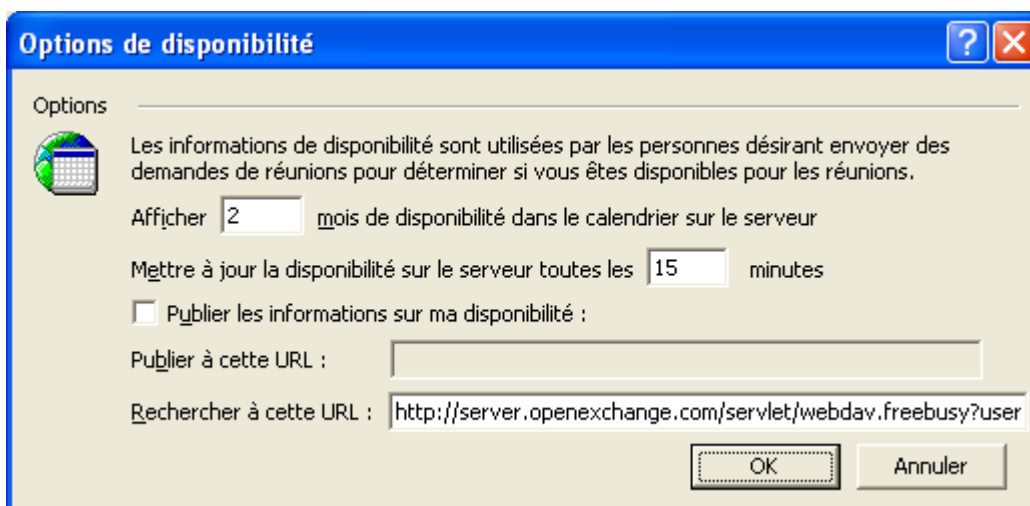 Options de disponibilité
Options
Les informations de disponibilité sont utilisées par les personnes désirant envoyer des
demandes de réunions pour déterminer si vous êtes disponibles pour les réunions.
Afficher 2 mois de disponibilité dans le calendrier sur le serveur
Mettre à jour la disponibilité sur le serveur toutes les 15 minutes
Publier les informations sur ma disponibilité :
Publier à cette URL :
Rechercher à cette URL : http://server.openexchange.com/servlet/webdav.freebusy?user
OK Annuler